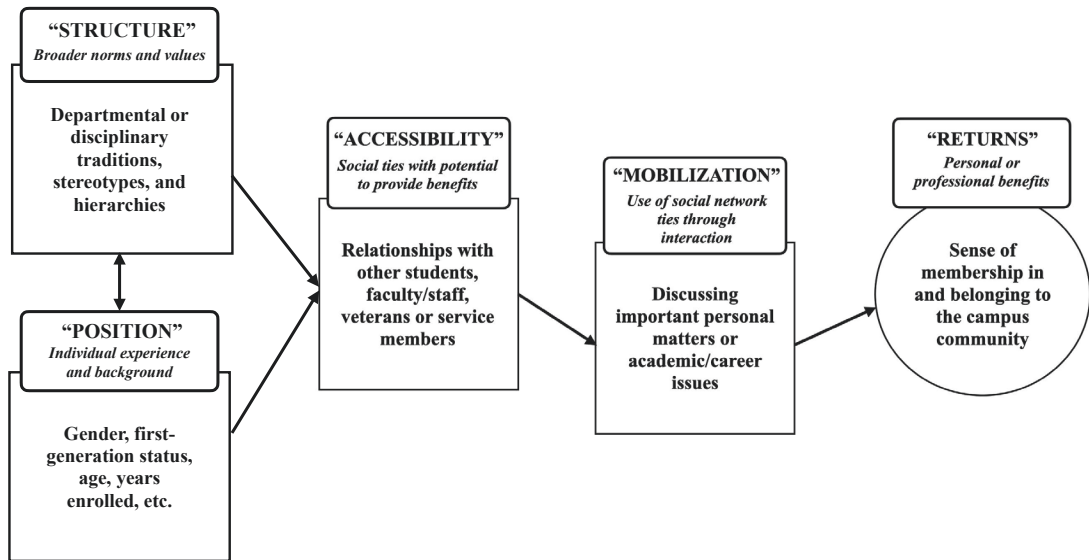 “STRUCTURE”
Broader norms and values
Departmental or
disciplinary
traditions,
stereotypes, and
hierarchies
“POSITION”
Individual experience
and background
Gender, first-
generation status,
age, years
enrolled, etc.
“ACCESSIBILITY”
Social ties with potential
to provide benefits
Relationships with
other students,
faculty/staff,
veterans or service
members
“MOBILIZATION”
Use of social network
ties through
interaction
Discussing
important personal
matters or
academic/career
issues
“RETURNS”
Personal or
professional benefits
Sense of
membership in
and belonging to
the campus
community